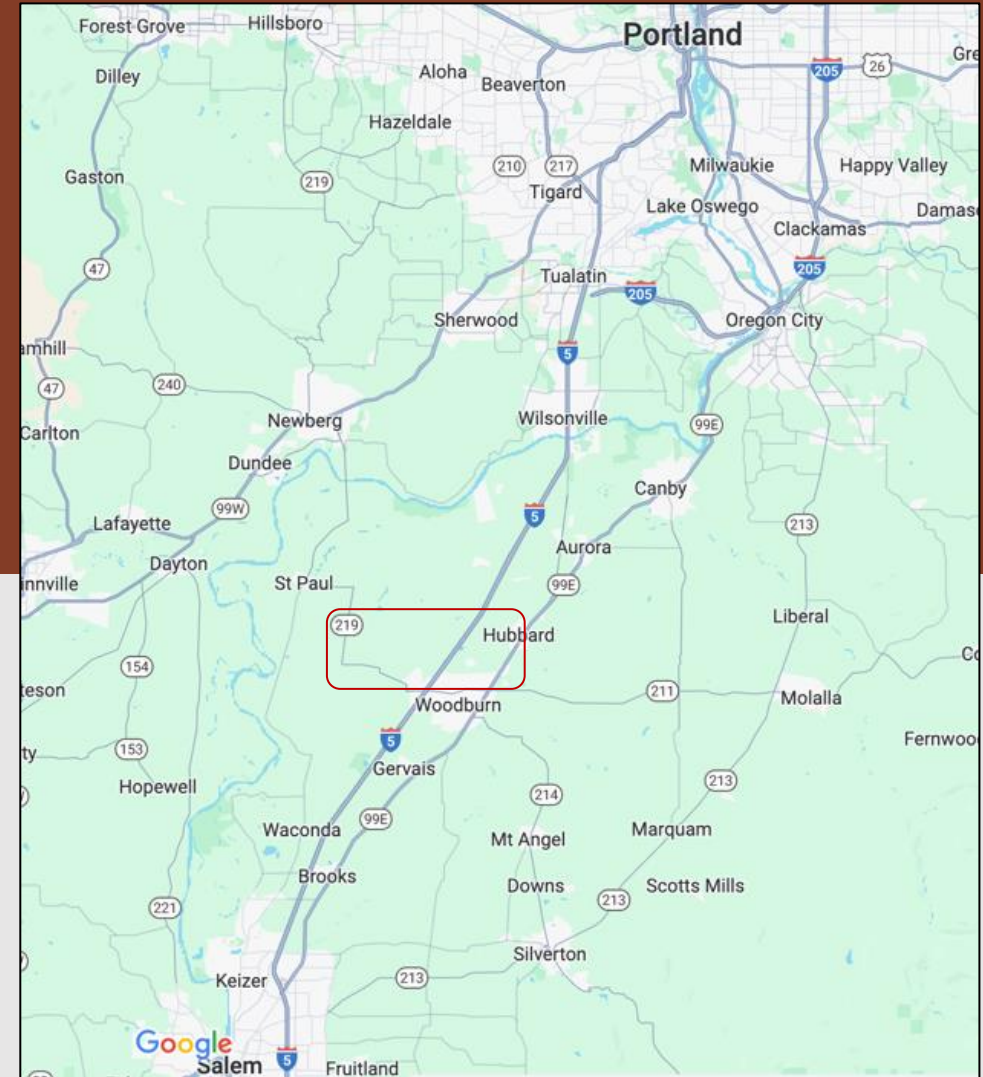 Forest Grove
Hillsboro
Portland
Dilley
Aloha
Beaverton
205
26
Gre
Hazeldale
Gaston
219
210
217
Tigard
Milwaukie
Happy Valley
Lake Oswego
Damas
Clackamas
47
Tualatin
205
205
Sherwood
Oregon City
amhill
5
47
240
Carlton
Newberg
Wilsonville
99E
Dundee
Canby
99W
Lafayette
5
213
Dayton
Aurora
innville
St Paul
99E
219
Liberal
Hubbard
154
Co
teson
211
Molalla
Woodburn
ty
153
5
Fernwoo
Gervais
Hopewell
213
214
Waconda
99E
Mt Angel
Marquam
Brooks
Downs
Scotts Mills
221
213
Silverton
Keizer
213
Google
Salem
5
Fruitland